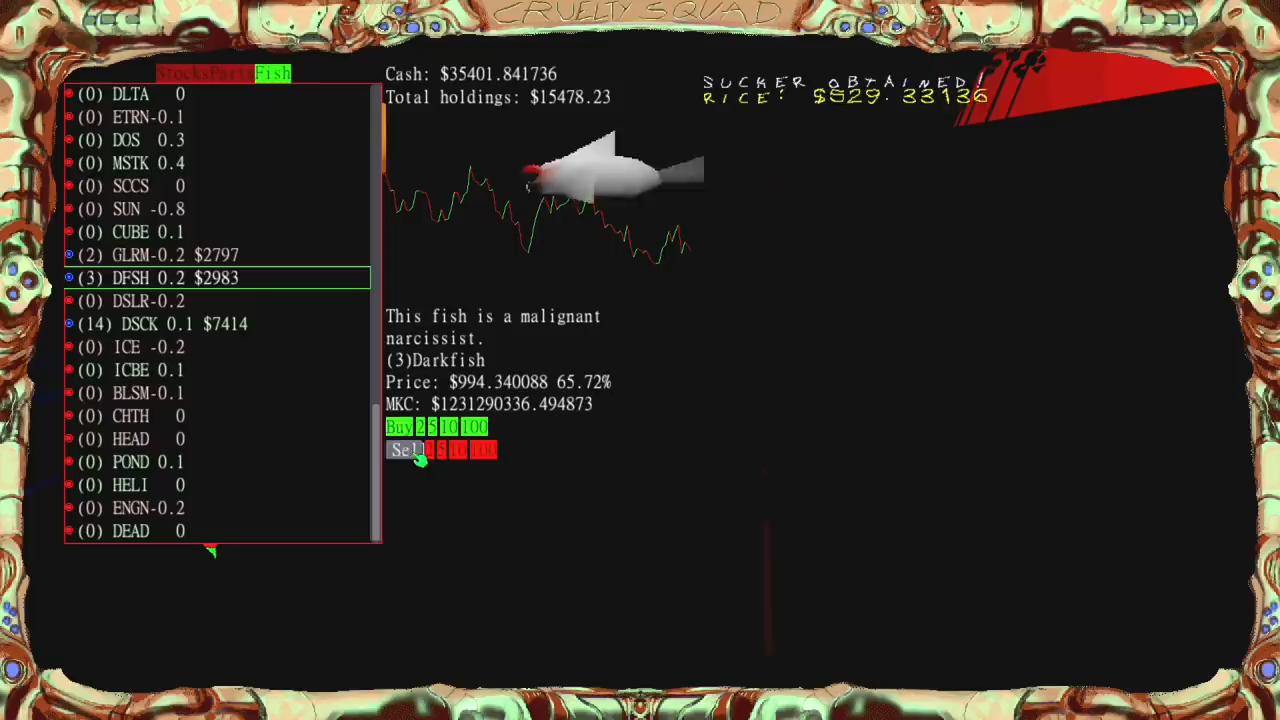 CRUELTY SQUAD
StocksPartsFish
(0) DLTA 0
(0) ETRN-0.1
(0) DOS 0.3
(0) MSTK 0.4
(0) SCCS 0
(0) SUN -0.8
(0) CUBE 0.1
(2) GLRM-0.2 $2797
(3) DFSH 0.2 $2983
(0) DSLR-0.2
(14) DSCK 0.1 $7414
(0) ICE -0.2
(0) ICBE 0.1
(0) BLSM-0.1
(0) CHTH 0
(0) HEAD 0
(0) POND 0.1
(0) HELI 0
(0) ENGN-0.2
(0) DEAD 0
Cash: $35401.841736
Total holdings: $15478.23
This fish is a malignant
narcissist.
(3)Darkfish
Price: $994.340088 65.72%
MKC: $1231290336.494873
Buy 2 5 10 100
Sell 2 5 10 100
SUCKER OBTAINED!
RICE: $529.33136